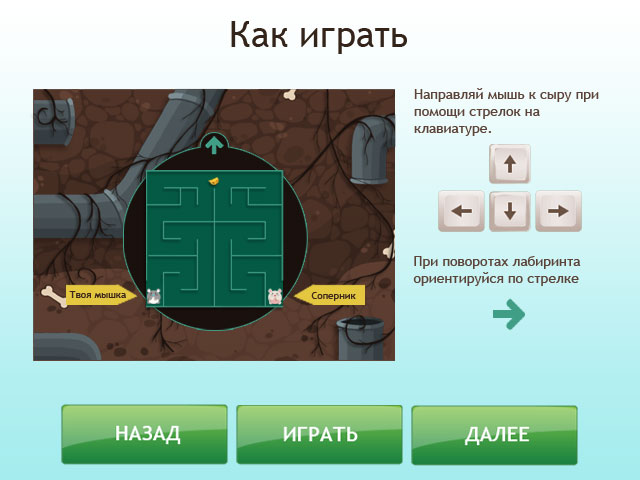 Как играть
Направляй мышь к сыру при
помощи стрелок на
клавиатуре.
При поворотах лабиринта
ориентируйся по стрелке
Твоя мышка
Соперник
НАЗАД
ИГРАТЬ
ДАЛЕЕ